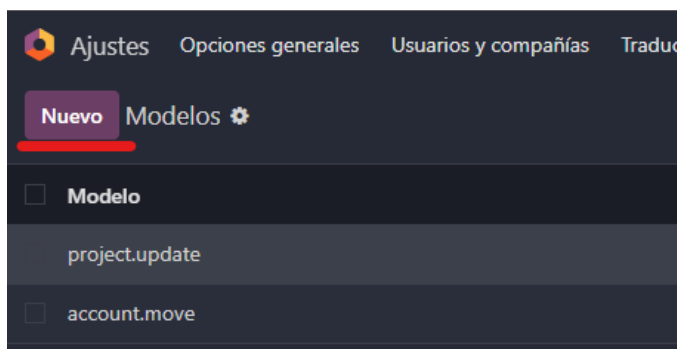 Ajustes Opciones generales Usuarios y compañías
Nuevo Modelos
Modelo
project.update
account.move